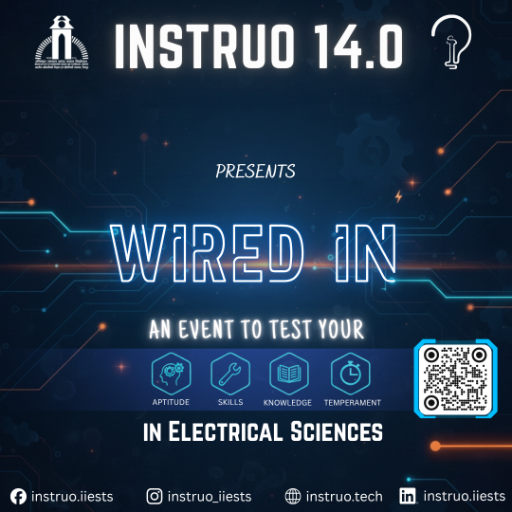 INSTRUO 14.0
PRESENTS
WIRED IN
AN EVENT TO TEST YOUR
APTITUDE SKILLS KNOWLEDGE TEMPERAMENT
IN ELECTRICAL SCIENCES
instruo.iiests instruo_iiests instruo.tech instruo.iiests